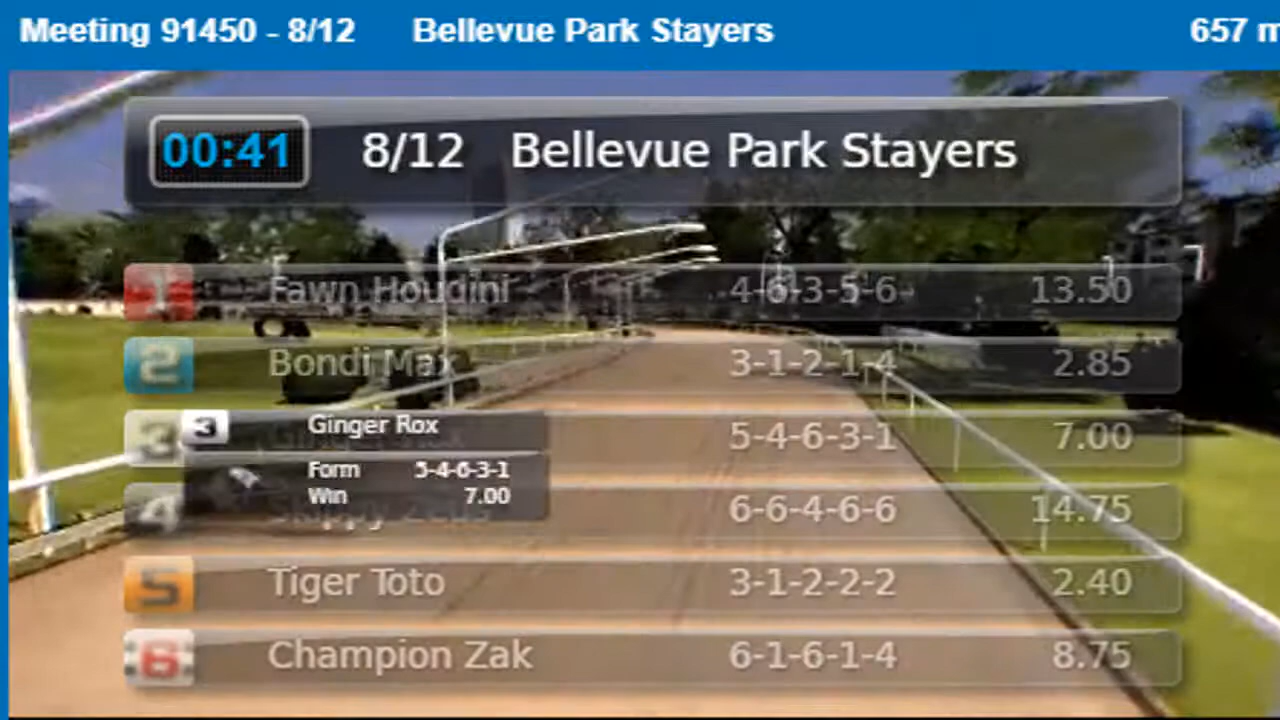 Meeting 91450 - 8/12 Bellevue Park Stayers 657 m
00:41 8/12 Bellevue Park Stayers
1 Fawn Houdini 4-6-3-5-6 13.50
2 Bondi Max 3-1-2-1-4 2.85
3 5-4-6-3-1 7.00
3 Ginger Rox
Form 5-4-6-3-1
Win 7.00
4 Skippy 6-6-4-6-6 14.75
5 Tiger Toto 3-1-2-2-2 2.40
6 Champion Zak 6-1-6-1-4 8.75